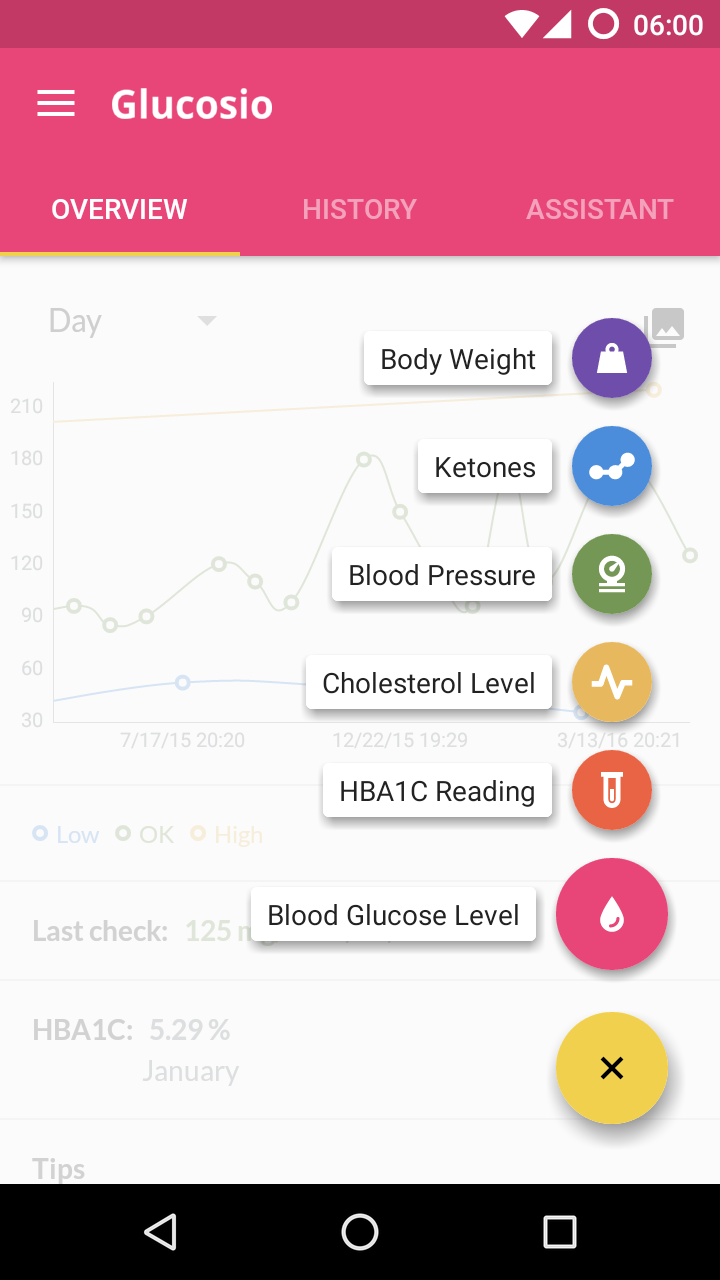 06:00
Glucosio
OVERVIEW HISTORY ASSISTANT
Day
Body Weight
Ketones
Blood Pressure
Cholesterol Level
HBA1C Reading
Blood Glucose Level
210
180
150
120
90
60
30
7/17/15 20:20 12/22/15 19:29 3/13/16 20:21
Low OK High
Last check: 125
HBA1C: 5.29 %
January
Tips